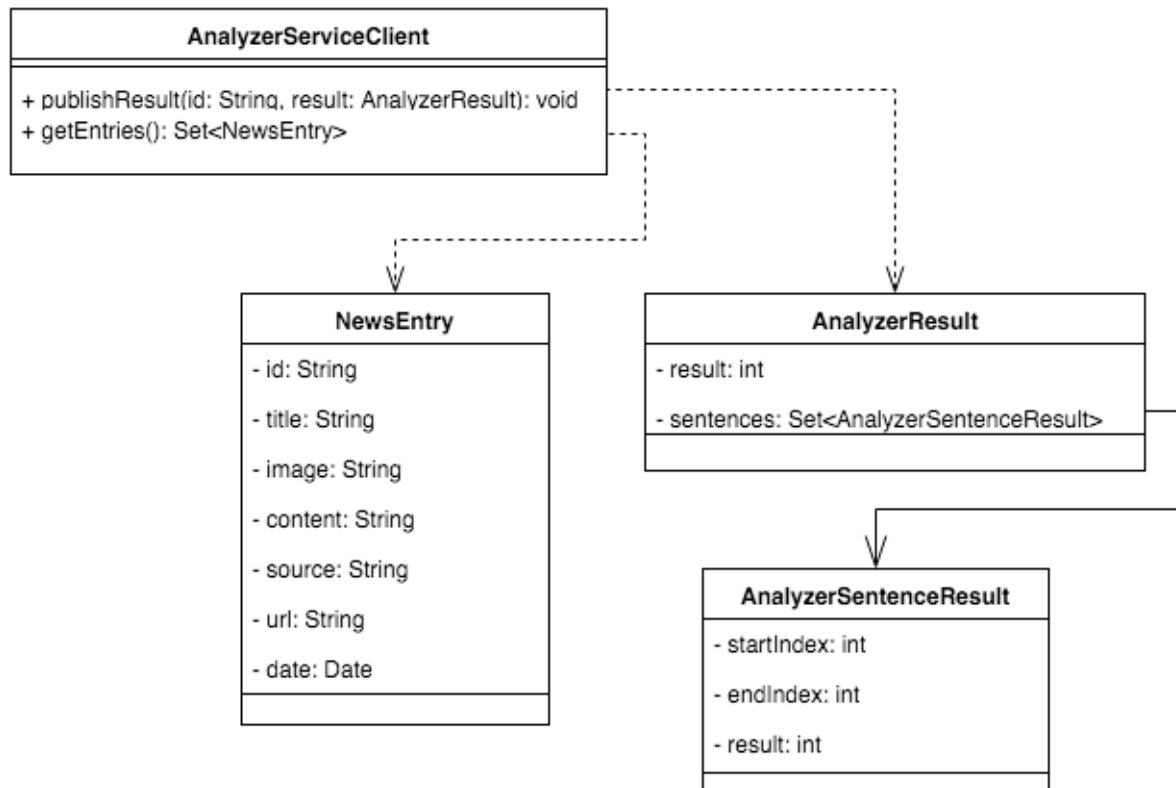 AnalyzerServiceClient
+ publishResult(id: String, result: AnalyzerResult): void
+ getEntries(): Set<NewsEntry>
NewsEntry
- id: String
- title: String
- image: String
- content: String
- source: String
- url: String
- date: Date
AnalyzerResult
- result: int
- sentences: Set<AnalyzerSentenceResult>
AnalyzerSentenceResult
- startIndex: int
- endIndex: int
- result: int